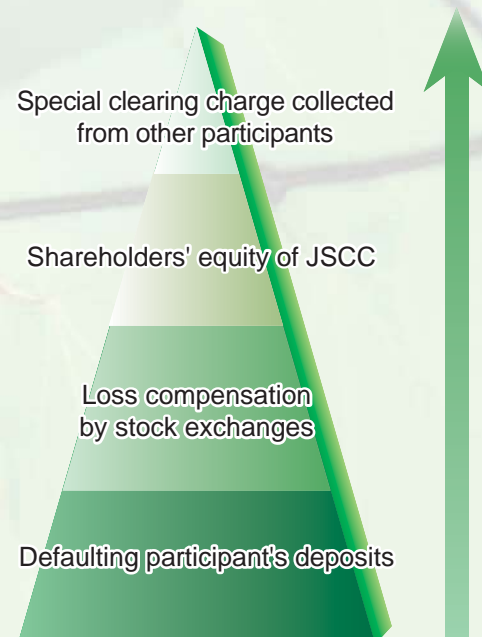 Special clearing charge collected
from other participants
Shareholders' equity of JSCC
Loss compensation
by stock exchanges
Defaulting participant's deposits